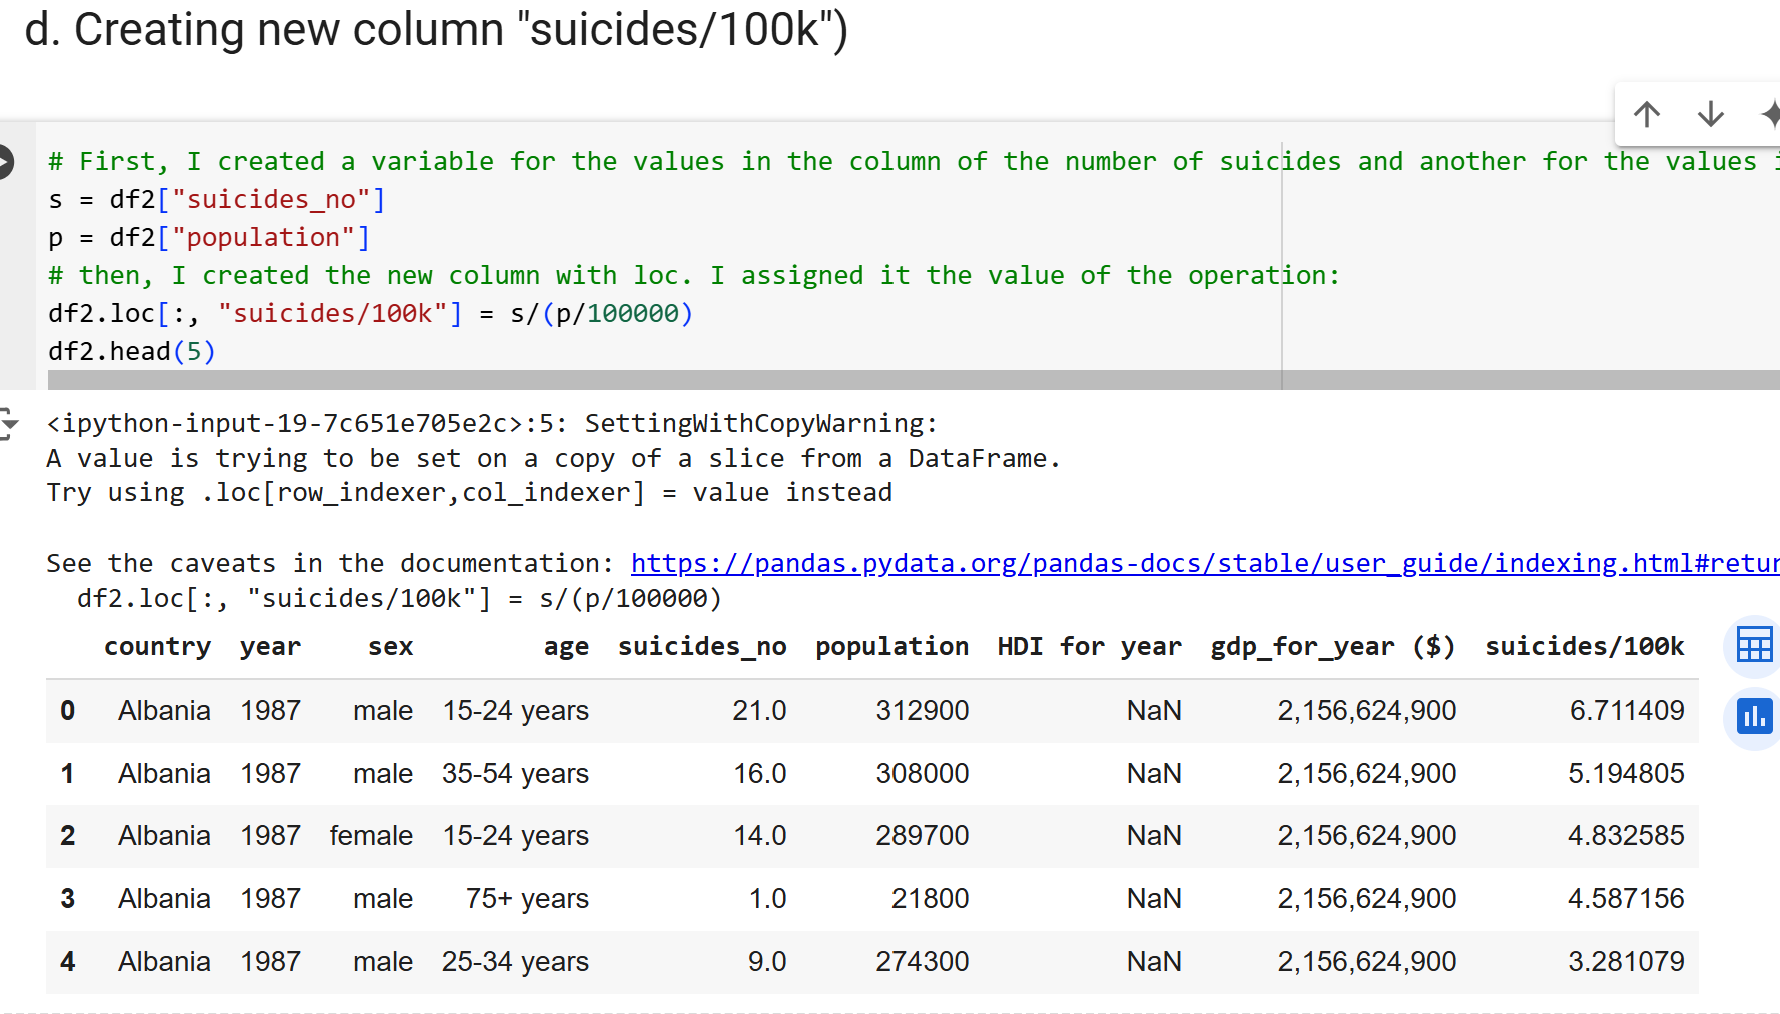 d. Creating new column "suicides/100k")
# First, I created a variable for the values in the column of the number of suicides and another for the values
s = df2["suicides_no"]
p = df2["population"]
# then, I created the new column with loc. I assigned it the value of the operation:
df2.loc[:, "suicides/100k"] = s/(p/100000)
df2.head(5)
<ipython-input-19-7c651e705e2c>:5: SettingWithCopyWarning:
A value is trying to be set on a copy of a slice from a DataFrame.
Try using .loc[row_indexer,col_indexer] = value instead
See the caveats in the documentation: https://pandas.pydata.org/pandas-docs/stable/user_guide/indexing.html#retur
df2.loc[:, "suicides/100k"] = s/(p/100000)
country year sex age suicides_no population HDI for year gdp_for_year ($) suicides/100k
0 Albania 1987 male 15-24 years 21.0 312900 NaN 2,156,624,900 6.711409
1 Albania 1987 male 35-54 years 16.0 308000 NaN 2,156,624,900 5.194805
2 Albania 1987 female 15-24 years 14.0 289700 NaN 2,156,624,900 4.832585
3 Albania 1987 male 75+ years 1.0 21800 NaN 2,156,624,900 4.587156
4 Albania 1987 male 25-34 years 9.0 274300 NaN 2,156,624,900 3.281079